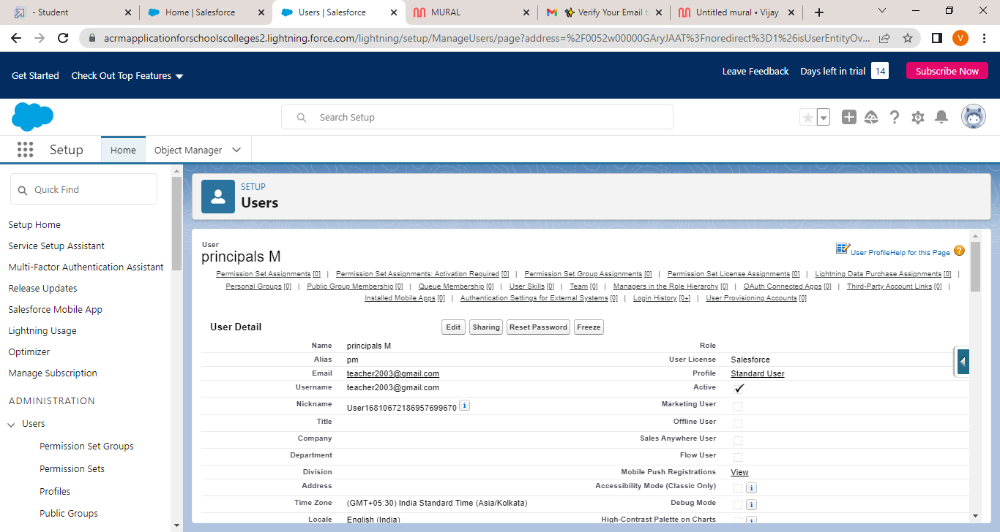 - Student
Home | Salesforce
Users | Salesforce
MURAL
Verify Your Email t
Untitled mural • Vijay
acrmapplicationforschoolscolleges2.lightning.force.com/lightning/setup/ManageUsers/page?address=%2F0052w00000GAryJAAT%3Fnoredirect%3D1%26isUserEntityOv...
V
Get Started
Check Out Top Features
Leave Feedback
Days left in trial 14
Subscribe Now
Search Setup
Setup
Home
Object Manager
Quick Find
Setup Home
Service Setup Assistant
Multi-Factor Authentication Assistant
Release Updates
Salesforce Mobile App
Lightning Usage
Optimizer
Manage Subscription
ADMINISTRATION
Users
Permission Set Groups
Permission Sets
Profiles
Public Groups
SETUP
Users
User
principals M
User Profile Help for this Page ?
Permission Set Assignments [0] | Permission Set Assignments: Activation Required [0] | Permission Set Group Assignments [0] | Permission Set License Assignments [0] | Lightning Data Purchase Assignments [0] |
Personal Groups [0] | Public Group Membership [0] | Queue Membership [0] | User Skills [0] | Team [0] | Managers in the Role Hierarchy [0] | OAuth Connected Apps [0] | Third-Party Account Links [0] |
Installed Mobile Apps [0] | Authentication Settings for External Systems [0] | Login History [0+] | User Provisioning Accounts [0]
User Detail
Edit Sharing Reset Password Freeze
Name principals M Role
Alias pm User License Salesforce
Email teacher2003@gmail.com Profile Standard User
Username teacher2003@gmail.com Active ✓
Nickname User16810672186957699670 i Marketing User
Title Offline User
Company Sales Anywhere User
Department Flow User
Division Mobile Push Registrations View
Address Accessibility Mode (Classic Only) i
Time Zone (GMT+05:30) India Standard Time (Asia/Kolkata) Debug Mode i
Locale English (India) High-Contrast Palette on Charts i